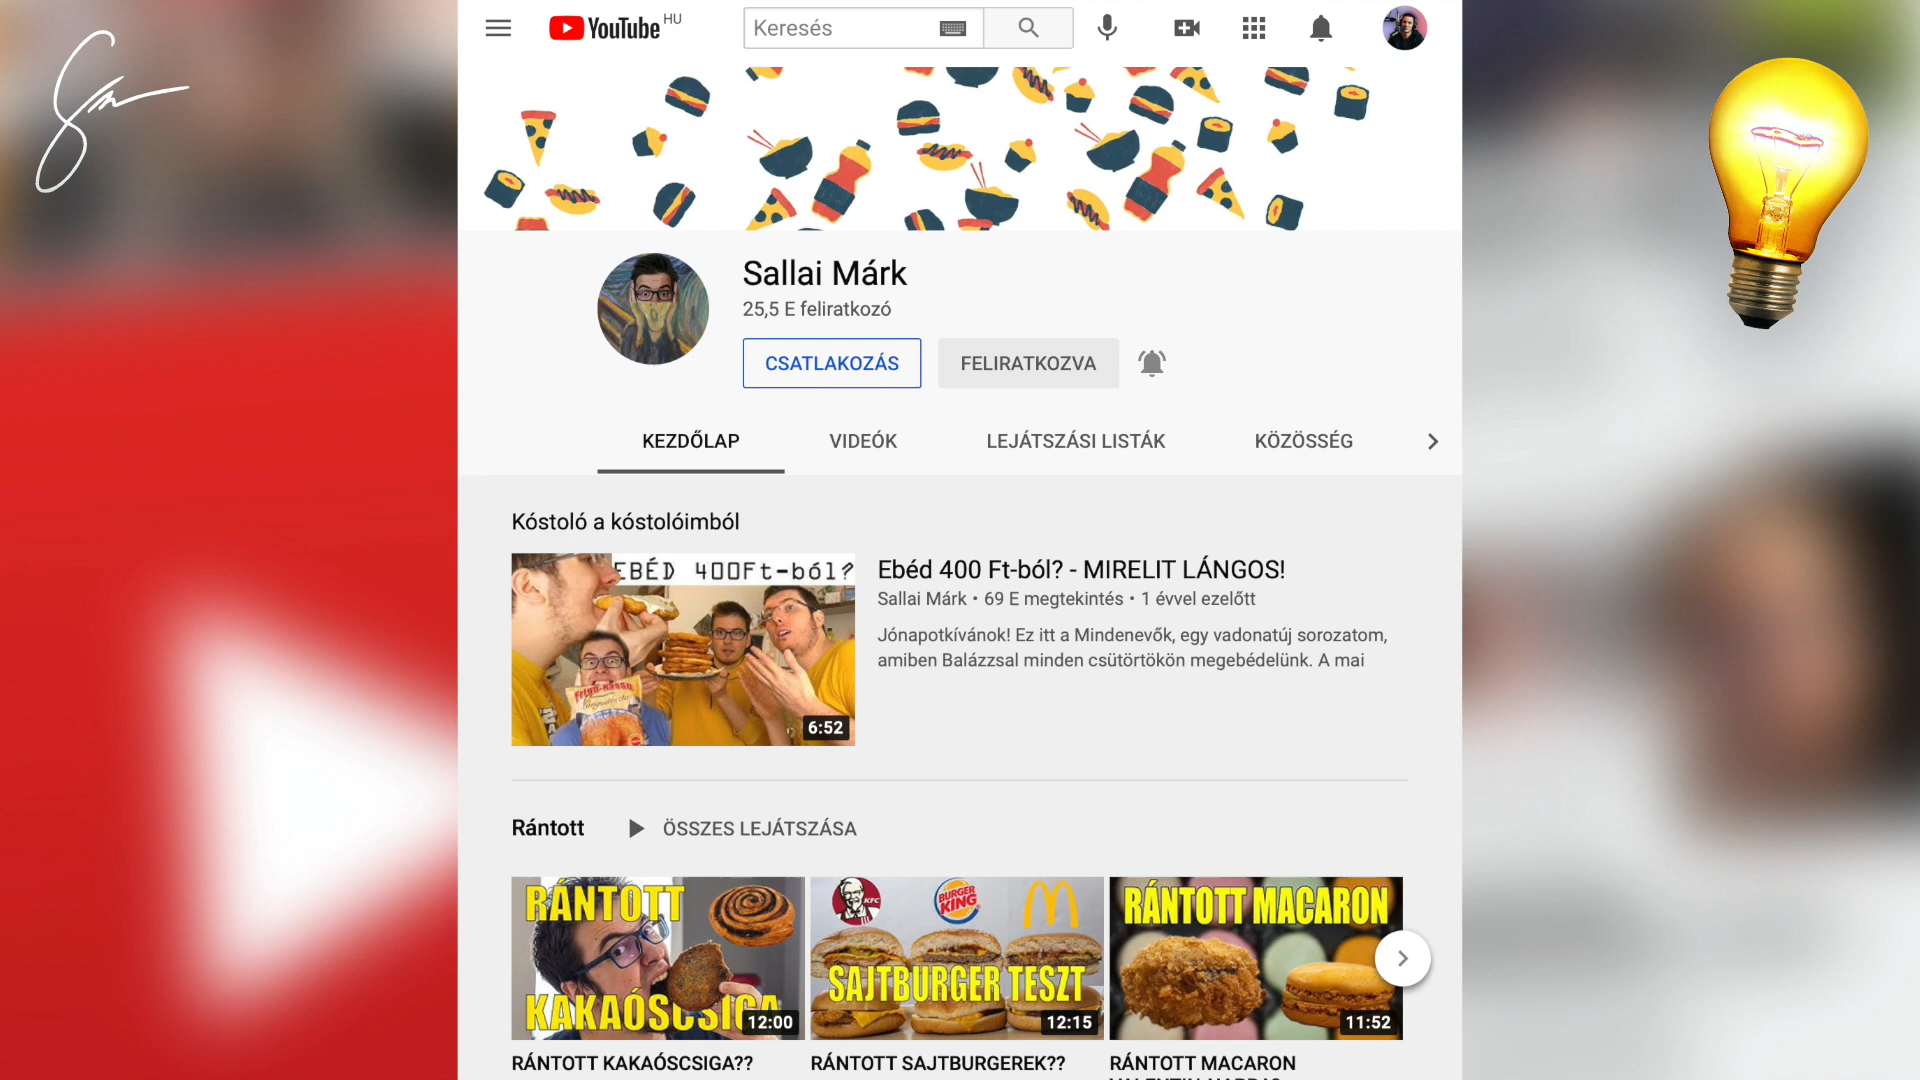 YouTube HU
Keresés
Sallai Márk
25,5 E feliratkozó
CSATLAKOZÁS
FELIRATKOZVA
KEZDŐLAP
VIDEÓK
LEJÁTSZÁSI LISTÁK
KÖZÖSSÉG
Kóstoló a kóstolóimból
EBÉD 400Ft-ból?
6:52
Ebéd 400 Ft-ból? - MIRELIT LÁNGOS!
Sallai Márk • 69 E megtekintés • 1 évvel ezelőtt
Jónapotkívánok! Ez itt a Mindenevők, egy vadonatúj sorozatom,
amiben Balázzsal minden csütörtökön megebédelünk. A mai
Rántott
ÖSSZES LEJÁTSZÁSA
RÁNTOTT
KAKAÓSCSIGA
12:00
KFC
BURGER
KING
SAJTBURGER TESZT
12:15
RÁNTOTT MACARON
11:52
RÁNTOTT KAKAÓSCSIGA??
RÁNTOTT SAJTBURGEREK??
RÁNTOTT MACARON